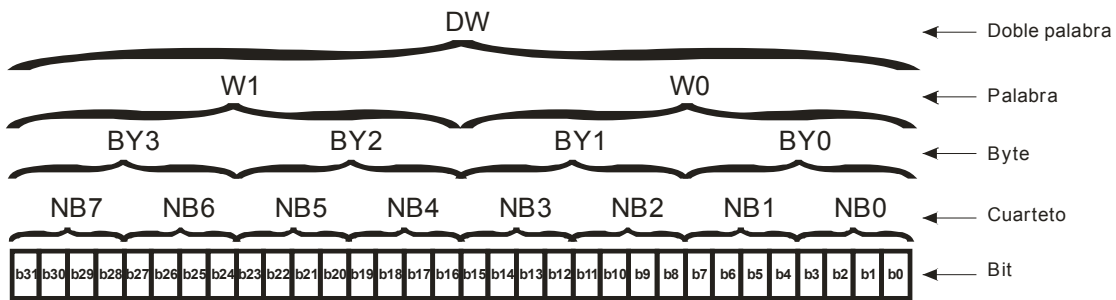 DW Doble palabra
W1 W0 Palabra
BY3 BY2 BY1 BY0 Byte
NB7 NB6 NB5 NB4 NB3 NB2 NB1 NB0 Cuarteto
b31 b30 b29 b28 b27 b26 b25 b24 b23 b22 b21 b20 b19 b18 b17 b16 b15 b14 b13 b12 b11 b10 b9 b8 b7 b6 b5 b4 b3 b2 b1 b0 Bit